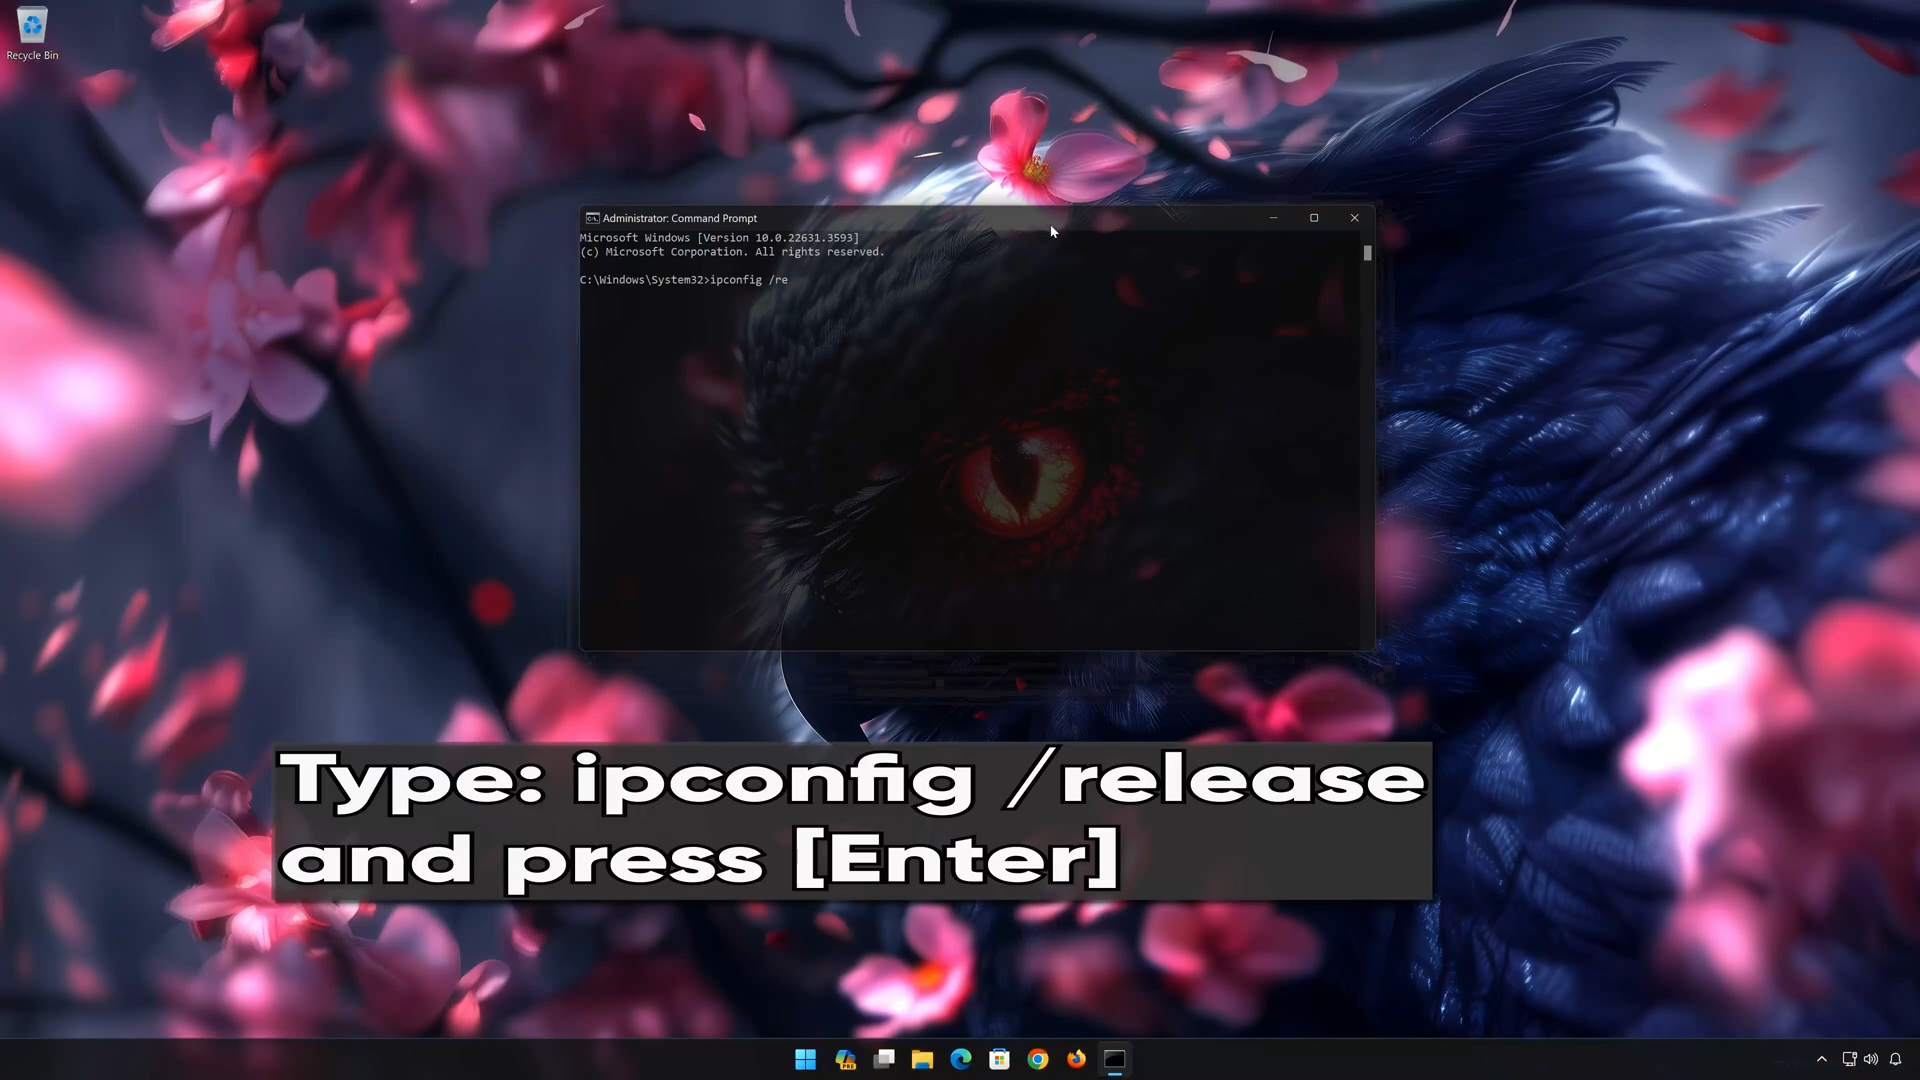 Recycle Bin
Administrator: Command Prompt
Microsoft Windows [Version 10.0.22631.3593]
(c) Microsoft Corporation. All rights reserved.
C:\Windows\System32>ipconfig /re
Type: ipconfig /release
and press [Enter]
PRE